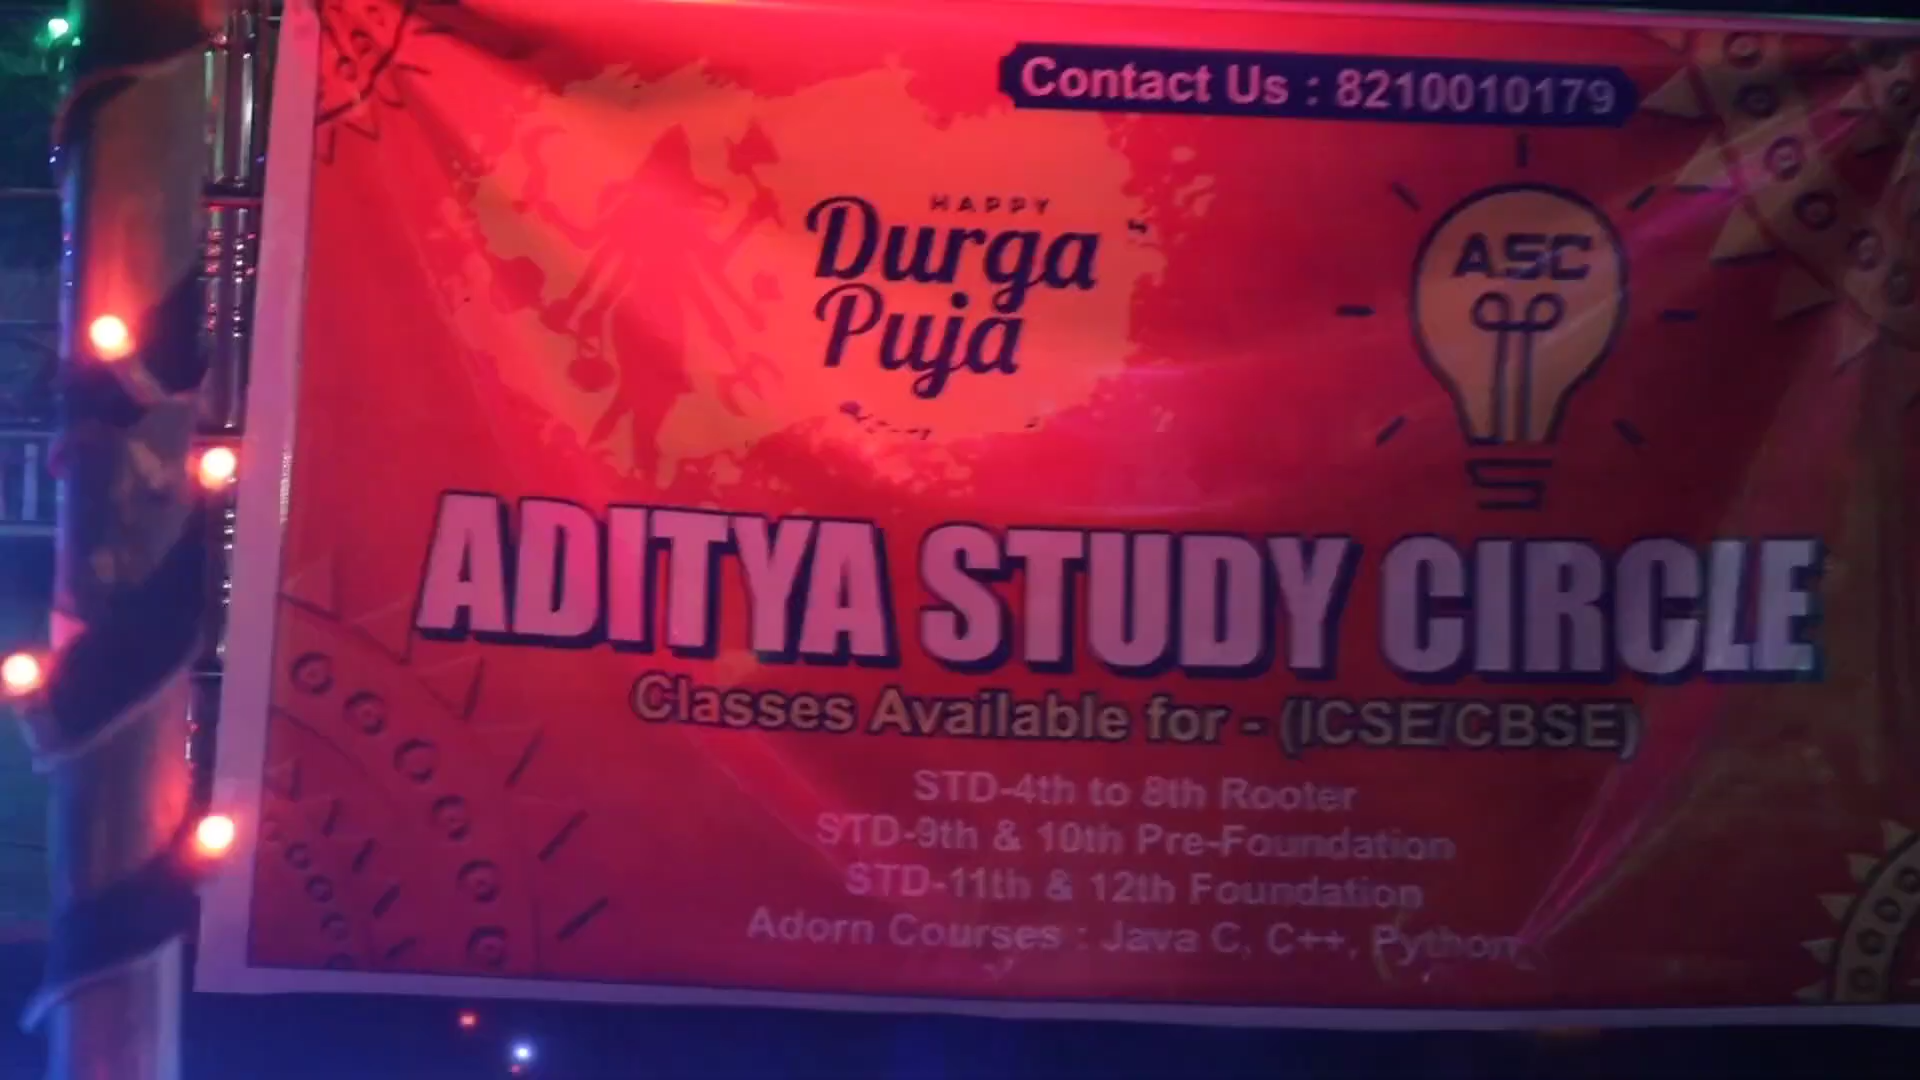 Contact Us : 8210010179
HAPPY
Durga
Puja
ASC
ADITYA STUDY CIRCLE
Classes Available for - (ICSE/CBSE)
STD-4th to 8th Rooter
STD-9th & 10th Pre-Foundation
STD-11th & 12th Foundation
Adorn Courses : Java C, C++, Python